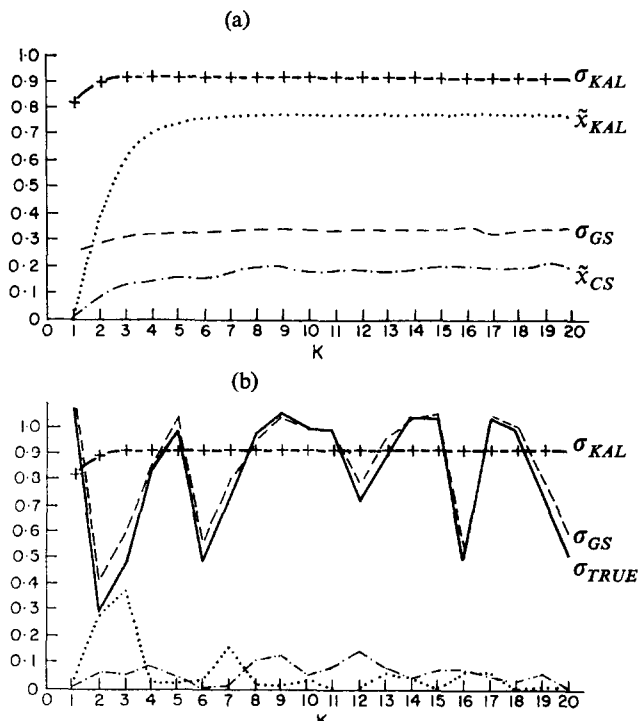 (a)
1·0
0·9
0·8
0·7
0·6
0·5
0·4
0·3
0·2
0·1
0
σ_KAL
x̃_KAL
σ_GS
x̃_CS
0 1 2 3 4 5 6 7 8 9 10 11 12 13 14 15 16 17 18 19 20
K
(b)
1·0
0·9
0·8
0·7
0·6
0·5
0·4
0·3
0·2
0·1
0
σ_KAL
σ_GS
σ_TRUE
0 1 2 3 4 5 6 7 8 9 10 11 12 13 14 15 16 17 18 19 20
K